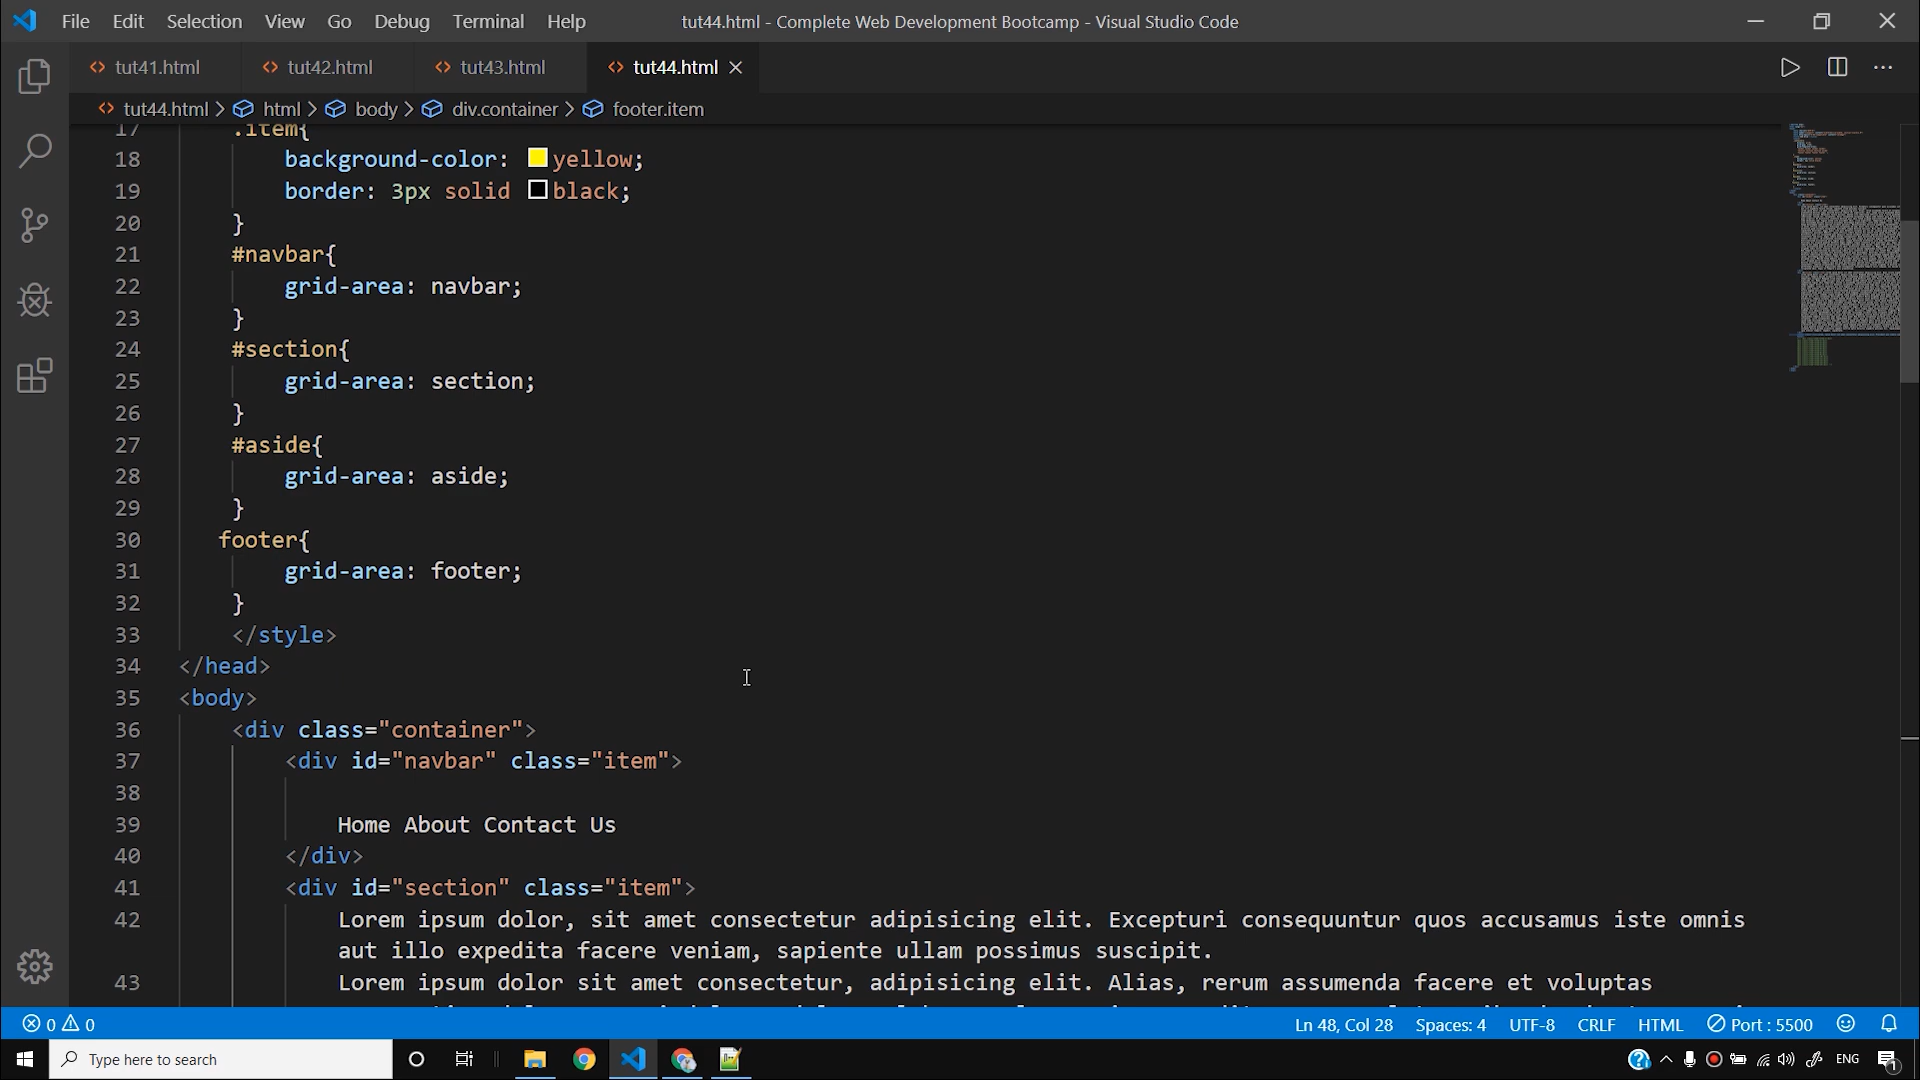 File Edit Selection View Go Debug Terminal Help tut44.html - Complete Web Development Bootcamp - Visual Studio Code
tut41.html tut42.html tut43.html tut44.html
tut44.html > html > body > div.container > footer.item
17 .item{
18 background-color: yellow;
19 border: 3px solid black;
20 }
21 #navbar{
22 grid-area: navbar;
23 }
24 #section{
25 grid-area: section;
26 }
27 #aside{
28 grid-area: aside;
29 }
30 footer{
31 grid-area: footer;
32 }
33 </style>
34 </head>
35 <body>
36 <div class="container">
37 <div id="navbar" class="item">
38
39 Home About Contact Us
40 </div>
41 <div id="section" class="item">
42 Lorem ipsum dolor, sit amet consectetur adipisicing elit. Excepturi consequuntur quos accusamus iste omnis
aut illo expedita facere veniam, sapiente ullam possimus suscipit.
43 Lorem ipsum dolor sit amet consectetur, adipisicing elit. Alias, rerum assumenda facere et voluptas
0 0 Ln 48, Col 28 Spaces: 4 UTF-8 CRLF HTML Port : 5500
Type here to search ENG 1